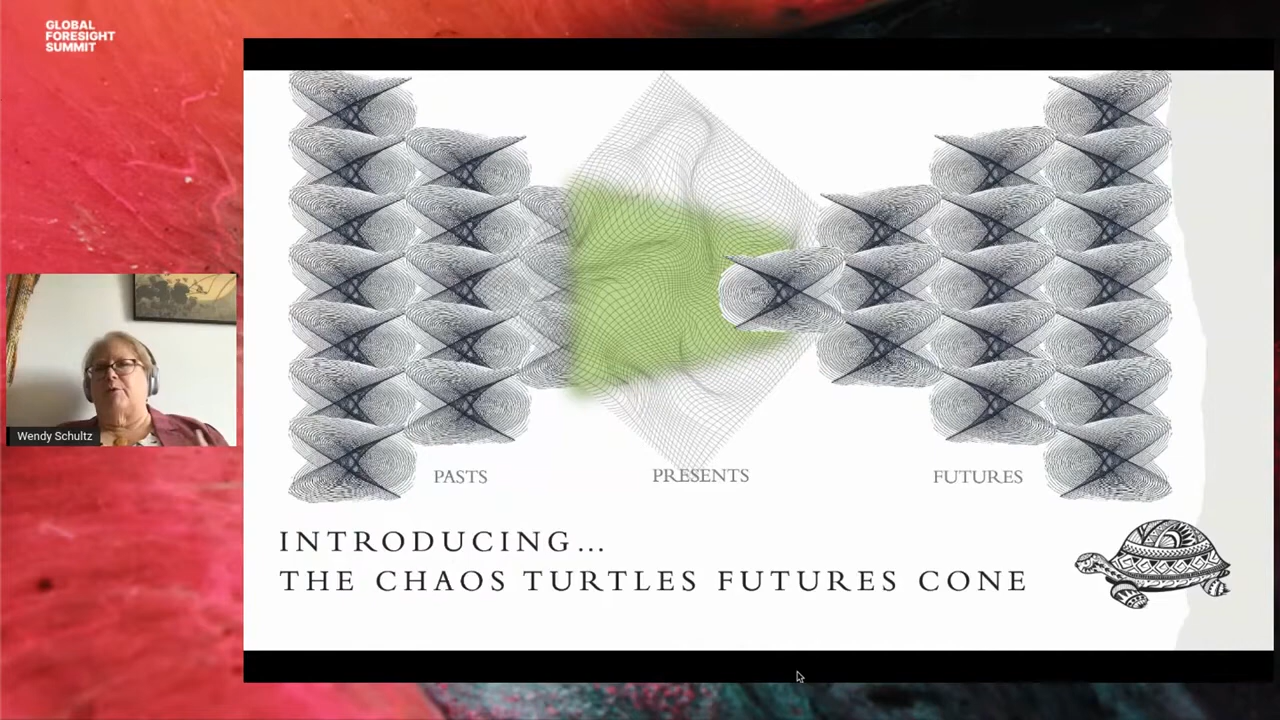 GLOBAL
FORESIGHT
SUMMIT
Wendy Schultz
PASTS
PRESENTS
FUTURES
INTRODUCING...
THE CHAOS TURTLES FUTURES CONE